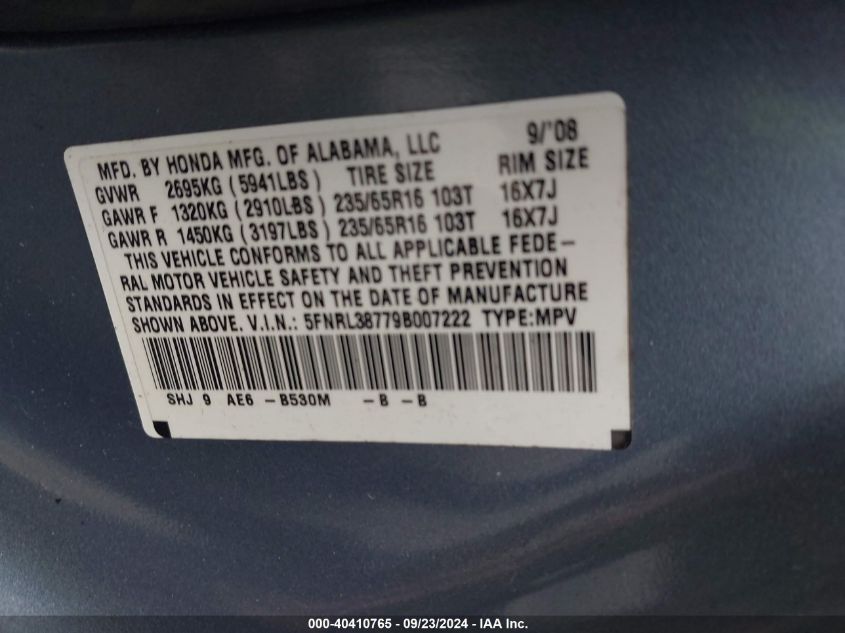 MFD. BY HONDA MFG. OF ALABAMA, LLC 9/'08
GVWR 2695KG (5941LBS) TIRE SIZE RIM SIZE
GAWR F 1320KG (2910LBS) 235/65R16 103T 16X7J
GAWR R 1450KG (3197LBS) 235/65R16 103T 16X7J
THIS VEHICLE CONFORMS TO ALL APPLICABLE FEDE–
RAL MOTOR VEHICLE SAFETY AND THEFT PREVENTION
STANDARDS IN EFFECT ON THE DATE OF MANUFACTURE
SHOWN ABOVE. V.I.N.: 5FNRL38779B007222 TYPE:MPV
SHJ 9 AE6 –B530M –B –B
000-40410765 - 09/23/2024 - IAA Inc.